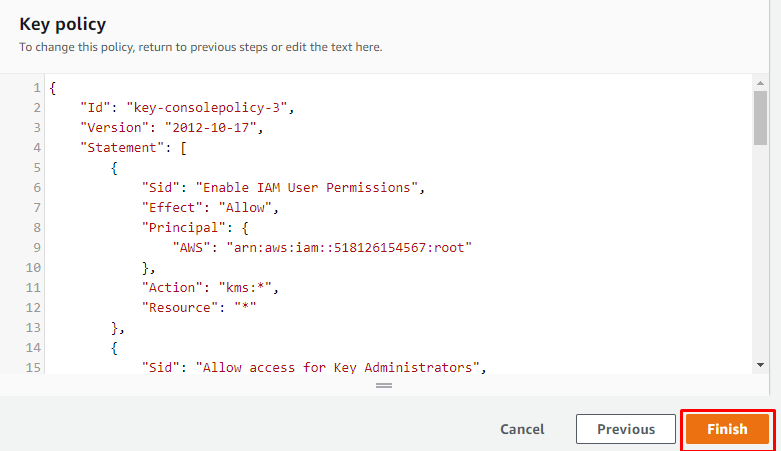 Key policy
To change this policy, return to previous steps or edit the text here.
1 {
2 "Id": "key-consolepolicy-3",
3 "Version": "2012-10-17",
4 "Statement": [
5 {
6 "Sid": "Enable IAM User Permissions",
7 "Effect": "Allow",
8 "Principal": {
9 "AWS": "arn:aws:iam::518126154567:root"
10 },
11 "Action": "kms:*",
12 "Resource": "*"
13 },
14 {
15 "Sid": "Allow access for Key Administrators",
Cancel Previous Finish